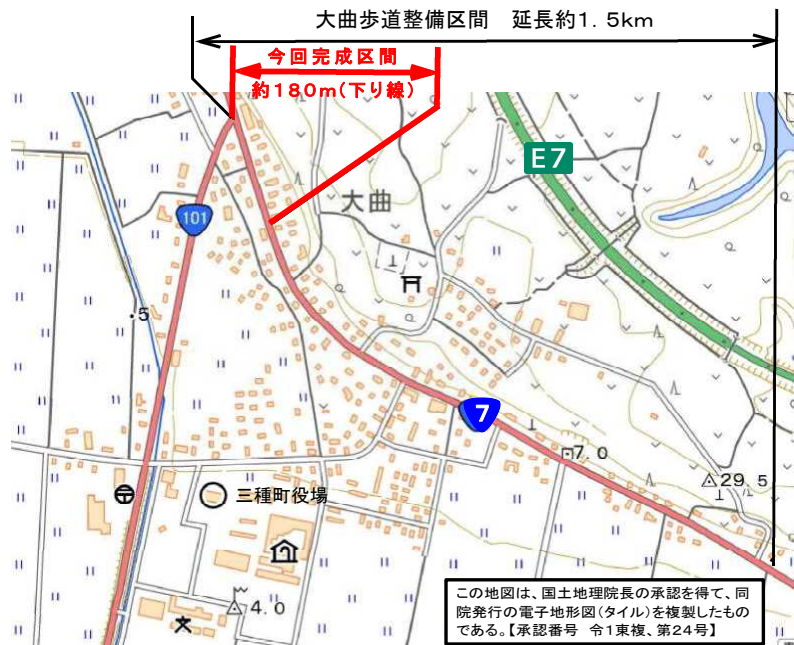 大曲歩道整備区間 延長約1.5km
今回完成区間
約180m(下り線)
E7
大曲
101
.5
7
7.0
29.5
三種町役場
4.0
この地図は、国土地理院長の承認を得て、同
院発行の電子地形図(タイル)を複製したもの
である。【承認番号 令1東複、第24号】